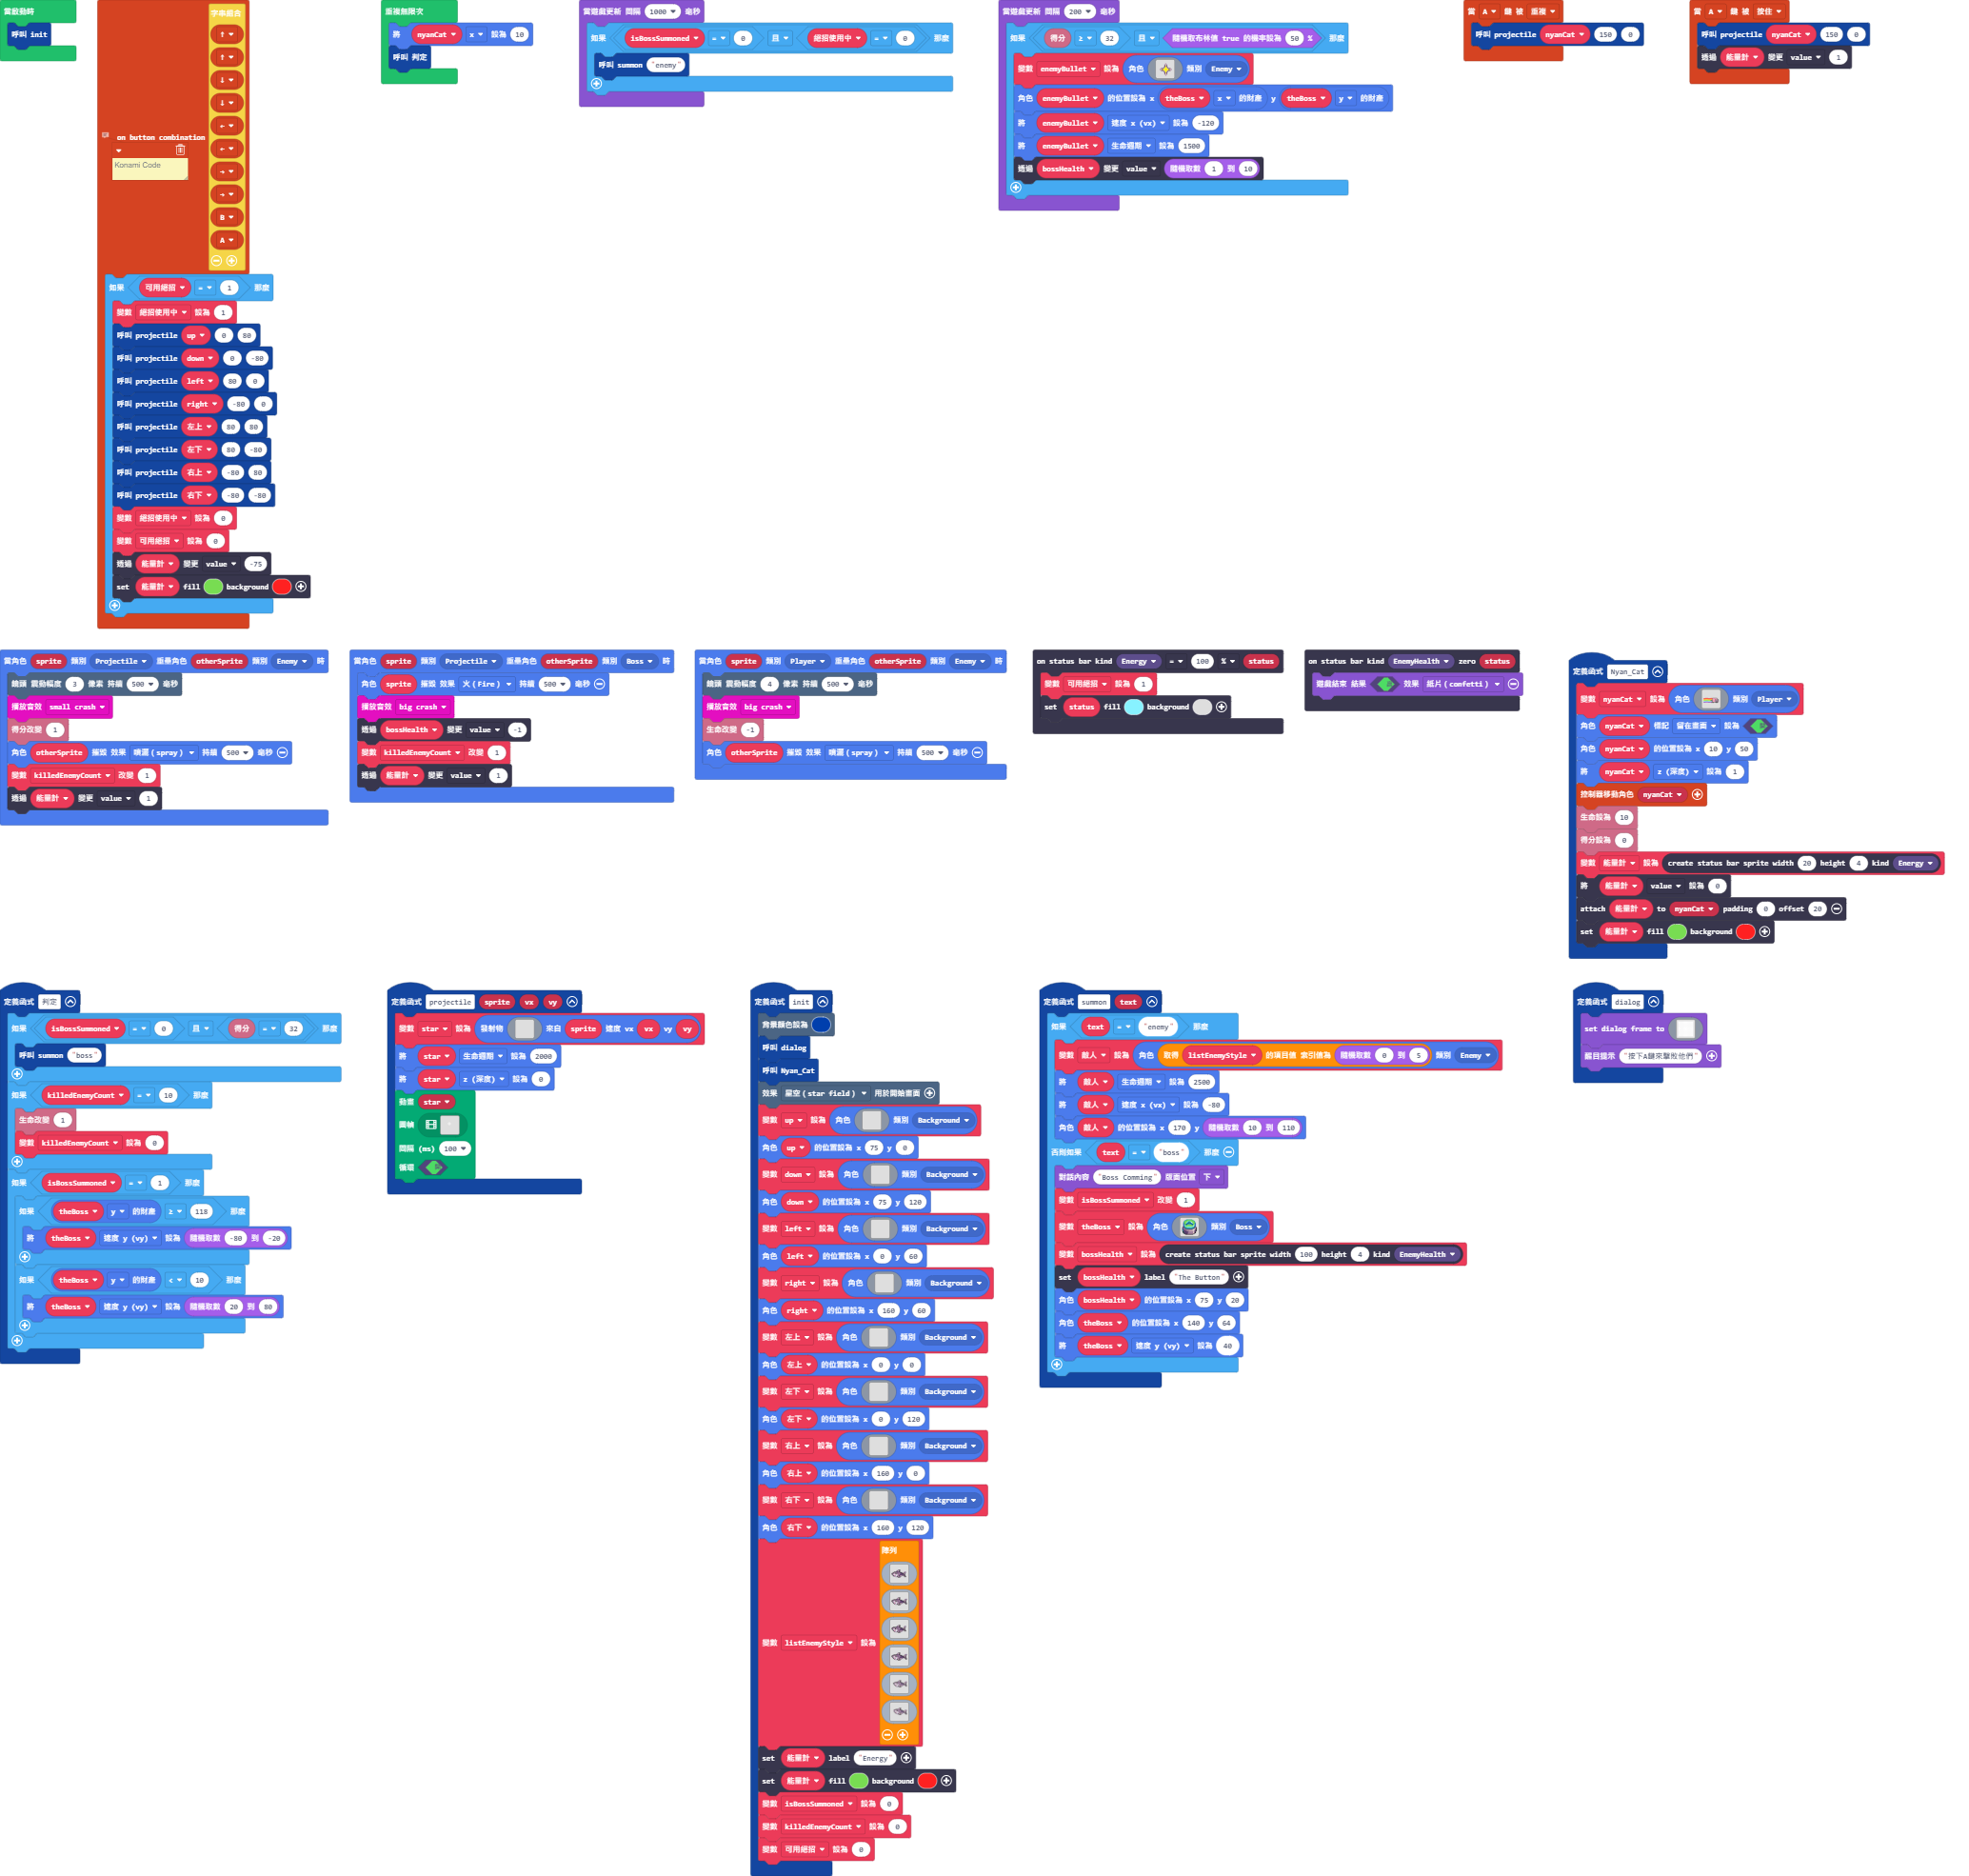 當啟動時
呼叫 init
on button combination
Konami Code
字串組合
↑
↑
↓
↓
←
←
→
→
B
A
如果 可用絕招 = 1 那麼
變數 絕招使用中 設為 1
呼叫 projectile up 0 80
呼叫 projectile down 0 -80
呼叫 projectile left 80 0
呼叫 projectile right -80 0
呼叫 projectile 左上 80 80
呼叫 projectile 左下 80 -80
呼叫 projectile 右上 -80 80
呼叫 projectile 右下 -80 -80
變數 絕招使用中 設為 0
變數 可用絕招 設為 0
透過 能量計 變更 value -75
set 能量計 fill background
重複無限次
將 nyanCat x 設為 10
呼叫 判定
當遊戲更新 間隔 1000 毫秒
如果 isBossSummoned = 0 且 絕招使用中 = 0 那麼
呼叫 summon "enemy"
當遊戲更新 間隔 200 毫秒
如果 得分 ≥ 32 且 隨機取布林值 true 的機率設為 50 % 那麼
變數 enemyBullet 設為 角色 類別 Enemy
角色 enemyBullet 的位置設為 x theBoss x 的財產 y theBoss y 的財產
將 enemyBullet 速度 x (vx) 設為 -120
將 enemyBullet 生命週期 設為 1500
透過 bossHealth 變更 value 隨機取數 1 到 10
當 A 鍵 被 重複
呼叫 projectile nyanCat 150 0
當 A 鍵 被 按住
呼叫 projectile nyanCat 150 0
透過 能量計 變更 value 1
當角色 sprite 類別 Projectile 重疊角色 otherSprite 類別 Enemy 時
鏡頭 震動幅度 3 像素 持續 500 毫秒
播放音效 small crash
得分改變 1
角色 otherSprite 摧毀 效果 噴灑 (spray) 持續 500 毫秒
變數 killedEnemyCount 改變 1
透過 能量計 變更 value 1
當角色 sprite 類別 Projectile 重疊角色 otherSprite 類別 Boss 時
角色 sprite 摧毀 效果 火 (Fire) 持續 500 毫秒
播放音效 big crash
透過 bossHealth 變更 value -1
變數 killedEnemyCount 改變 1
透過 能量計 變更 value 1
當角色 sprite 類別 Player 重疊角色 otherSprite 類別 Enemy 時
鏡頭 震動幅度 4 像素 持續 500 毫秒
播放音效 big crash
生命改變 -1
角色 otherSprite 摧毀 效果 噴灑 (spray) 持續 500 毫秒
on status bar kind Energy = 100 % status
變數 可用絕招 設為 1
set status fill background
on status bar kind EnemyHealth zero status
遊戲結束 結果 效果 紙片 (confetti)
定義函式 Nyan_Cat
變數 nyanCat 設為 角色 類別 Player
角色 nyanCat 標記 留在畫面 設為
角色 nyanCat 的位置設為 x 10 y 50
將 nyanCat z (深度) 設為 1
控制器移動角色 nyanCat
生命設為 10
得分設為 0
變數 能量計 設為 create status bar sprite width 20 height 4 kind Energy
將 能量計 value 設為 0
attach 能量計 to nyanCat padding 0 offset 20
set 能量計 fill background
定義函式 判定
如果 isBossSummoned = 0 且 得分 = 32 那麼
呼叫 summon "boss"
如果 killedEnemyCount = 10 那麼
生命改變 1
變數 killedEnemyCount 設為 0
如果 isBossSummoned = 1 那麼
如果 theBoss y 的財產 ≥ 118 那麼
將 theBoss 速度 y (vy) 設為 隨機取數 -80 到 -20
如果 theBoss y 的財產 < 10 那麼
將 theBoss 速度 y (vy) 設為 隨機取數 20 到 80
定義函式 projectile sprite vx vy
變數 star 設為 發射物 來自 sprite 速度 vx vx vy vy
將 star 生命週期 設為 2000
將 star z (深度) 設為 0
動畫 star
圖幀
間隔 (ms) 100
循環
定義函式 init
背景顏色設為
呼叫 dialog
呼叫 Nyan_Cat
效果 星空 (star field) 用於開始畫面
變數 up 設為 角色 類別 Background
角色 up 的位置設為 x 75 y 0
變數 down 設為 角色 類別 Background
角色 down 的位置設為 x 75 y 120
變數 left 設為 角色 類別 Background
角色 left 的位置設為 x 0 y 60
變數 right 設為 角色 類別 Background
角色 right 的位置設為 x 160 y 60
變數 左上 設為 角色 類別 Background
角色 左上 的位置設為 x 0 y 0
變數 左下 設為 角色 類別 Background
角色 左下 的位置設為 x 0 y 120
變數 右上 設為 角色 類別 Background
角色 右上 的位置設為 x 160 y 0
變數 右下 設為 角色 類別 Background
角色 右下 的位置設為 x 160 y 120
陣列
變數 listEnemyStyle 設為
set 能量計 label "Energy"
set 能量計 fill background
變數 isBossSummoned 設為 0
變數 killedEnemyCount 設為 0
變數 可用絕招 設為 0
定義函式 summon text
如果 text = "enemy" 那麼
變數 敵人 設為 角色 取得 listEnemyStyle 的項目值 索引值為 隨機取數 0 到 5 類別 Enemy
將 敵人 生命週期 設為 2500
將 敵人 速度 x (vx) 設為 -80
角色 敵人 的位置設為 x 170 y 隨機取數 10 到 110
否則如果 text = "boss" 那麼
對話內容 "Boss Comming" 版面位置 下
變數 isBossSummoned 改變 1
變數 theBoss 設為 角色 類別 Boss
變數 bossHealth 設為 create status bar sprite width 100 height 4 kind EnemyHealth
set bossHealth label "The Button"
角色 bossHealth 的位置設為 x 75 y 20
角色 theBoss 的位置設為 x 140 y 64
將 theBoss 速度 y (vy) 設為 40
定義函式 dialog
set dialog frame to
醒目提示 "按下A鍵來擊敗他們"